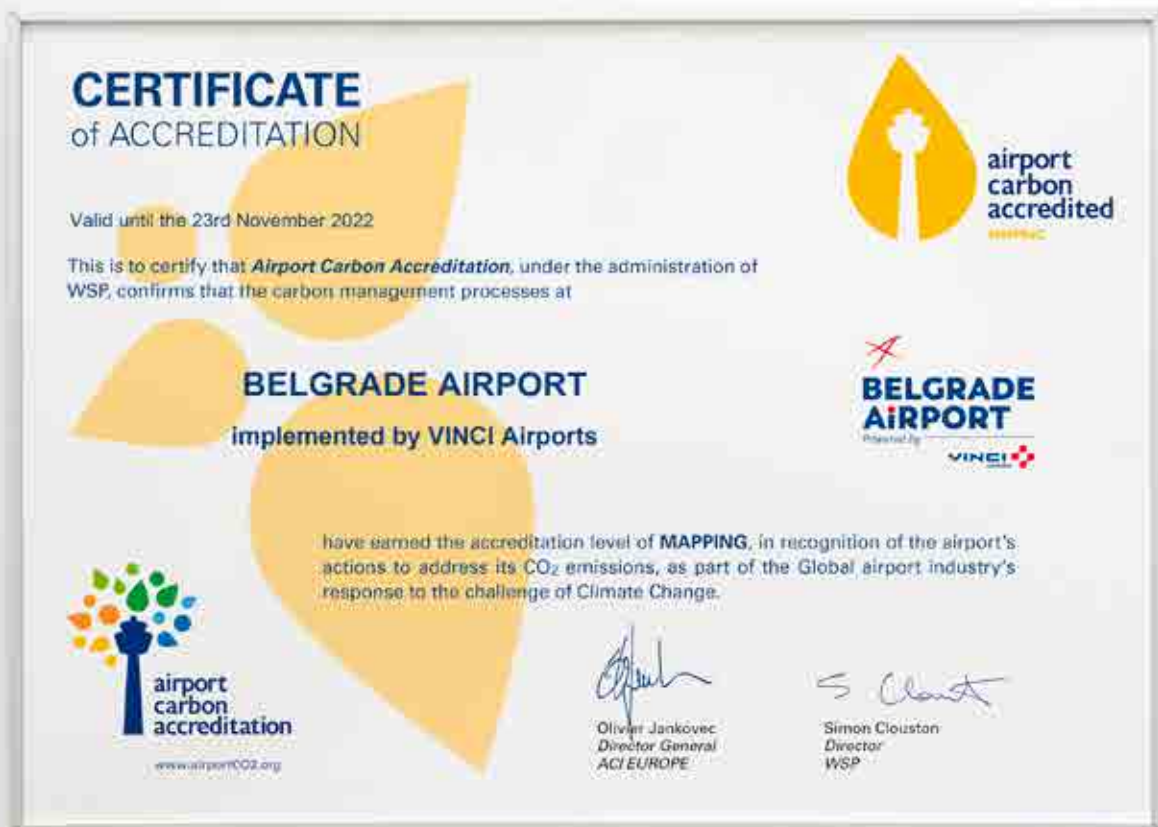 CERTIFICATE
of ACCREDITATION
airport
carbon
accredited
MAPPING
Valid until the 23rd November 2022
This is to certify that Airport Carbon Accreditation, under the administration of
WSP, confirms that the carbon management processes at
BELGRADE AIRPORT
implemented by VINCI Airports
BELGRADE
AiRPORT
Powered by
VINCI
have earned the accreditation level of MAPPING, in recognition of the airport's
actions to address its CO₂ emissions, as part of the Global airport industry's
response to the challenge of Climate Change.
airport
carbon
accreditation
www.airportCO2.org
S Cloust
Olivier Jankovec
Director General
ACI EUROPE
Simon Clouston
Director
WSP